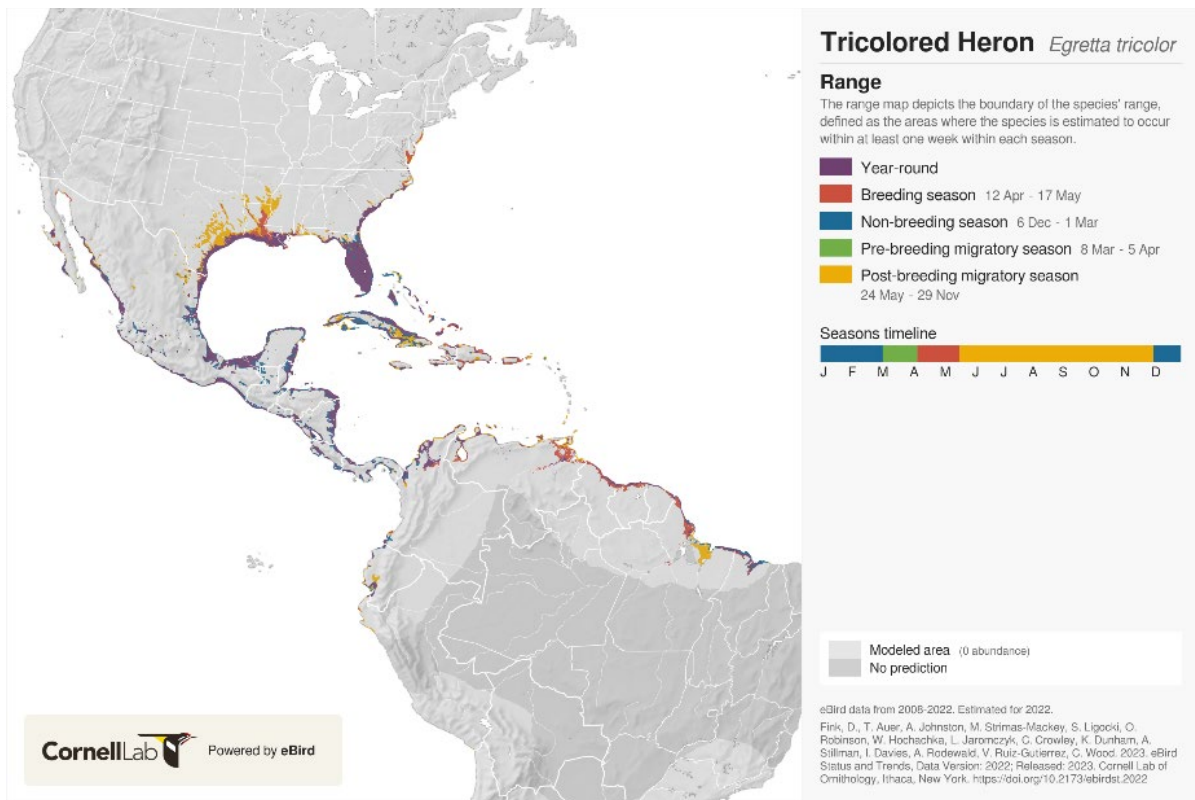 Tricolored Heron Egretta tricolor
Range
The range map depicts the boundary of the species' range,
defined as the areas where the species is estimated to occur
within at least one week within each season.
Year-round
Breeding season 12 Apr - 17 May
Non-breeding season 6 Dec - 1 Mar
Pre-breeding migratory season 8 Mar - 5 Apr
Post-breeding migratory season
24 May - 29 Nov
Seasons timeline
J F M A M J J A S O N D
Modeled area (0 abundance)
No prediction
eBird data from 2008-2022. Estimated for 2022.
Fink, D., T. Auer, A. Johnston, M. Strimas-Mackey, S. Ligocki, O.
Robinson, W. Hochachka, L. Jaromczyk, C. Crowley, K. Dunham, A.
Stillman, I. Davies, A. Rodewald, V. Ruiz-Gutierrez, C. Wood. 2023. eBird
Status and Trends, Data Version: 2022; Released: 2023. Cornell Lab of
Ornithology, Ithaca, New York. https://doi.org/10.2173/ebirdst.2022
CornellLab Powered by eBird